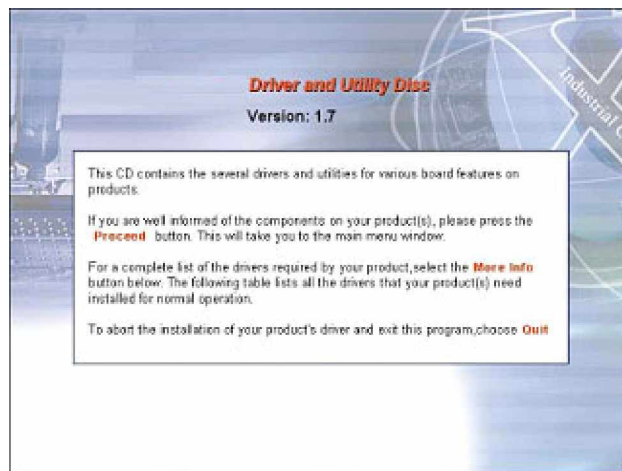 Driver and Utility Disc
Version: 1.7
Industrial
This CD contains the several drivers and utilities for various board features on
products.
If you are well informed of the components on your product(s), please press the
Proceed button. This will take you to the main menu window.
For a complete list of the drivers required by your product,select the More Info
button below. The following table lists all the drivers that your product(s) need
installed for normal operation.
To abort the installation of your product's driver and exit this program,choose Quit